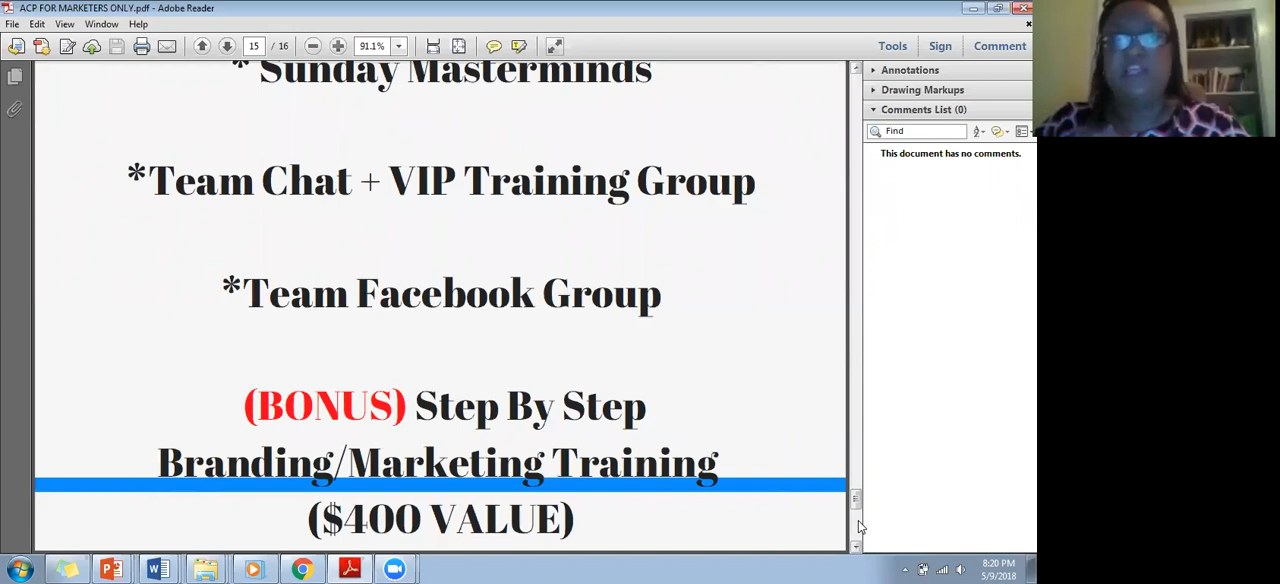 ACP FOR MARKETERS ONLY.pdf - Adobe Reader
File Edit View Window Help
15 / 16 91.1% Tools Sign Comment
* Sunday Masterminds
*Team Chat + VIP Training Group
*Team Facebook Group
(BONUS) Step By Step
Branding/Marketing Training
($400 VALUE)
Annotations
Drawing Markups
Comments List (0)
Find
This document has no comments.
8:20 PM
5/9/2018